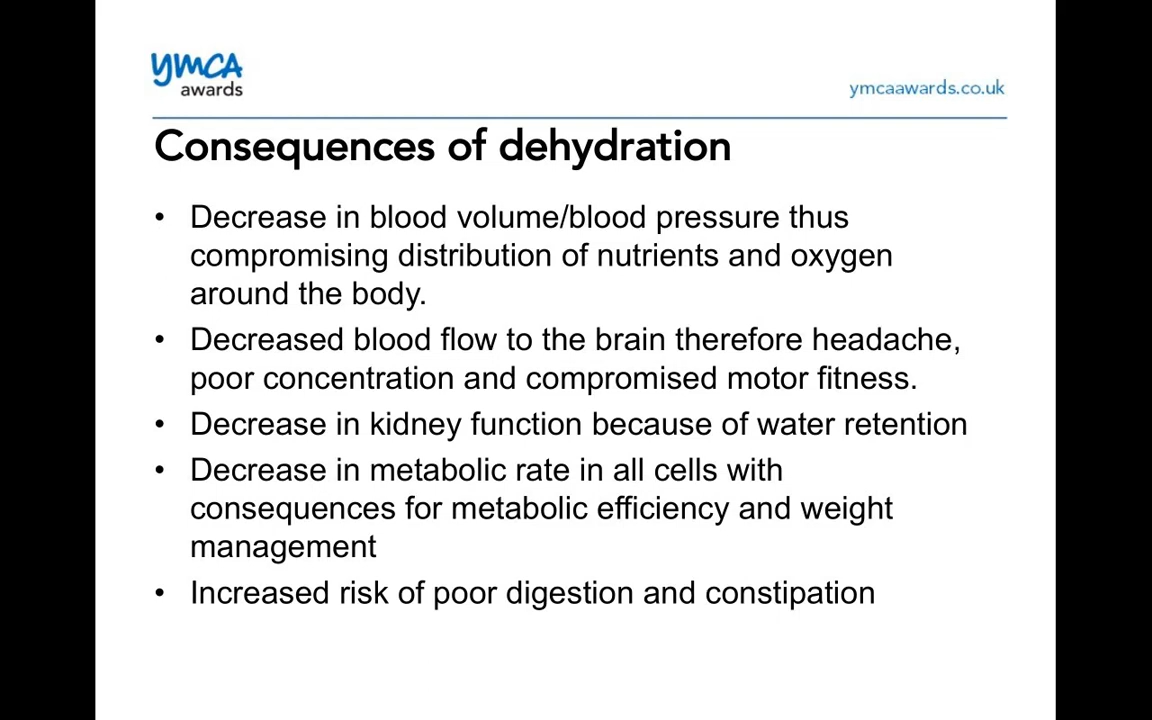 ymca
awards
ymcaawards.co.uk
Consequences of dehydration
• Decrease in blood volume/blood pressure thus
compromising distribution of nutrients and oxygen
around the body.
• Decreased blood flow to the brain therefore headache,
poor concentration and compromised motor fitness.
• Decrease in kidney function because of water retention
• Decrease in metabolic rate in all cells with
consequences for metabolic efficiency and weight
management
• Increased risk of poor digestion and constipation